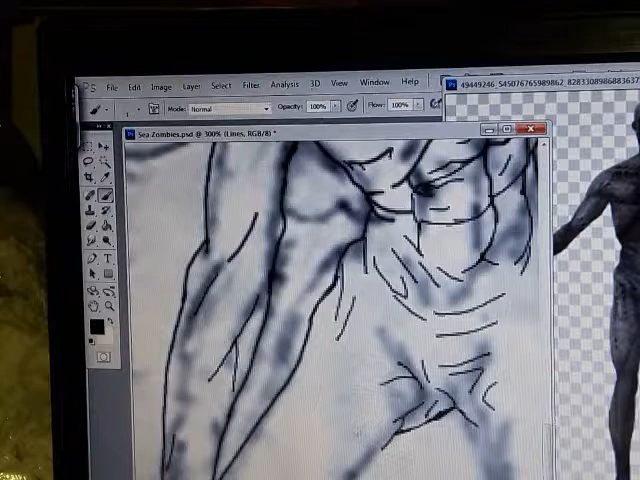 PS File Edit Image Layer Select Filter Analysis 3D View Window Help
Mode: Normal Opacity: 100% Flow: 100%
Sea Zombies.psd @ 300% (Lines, RGB/8) *